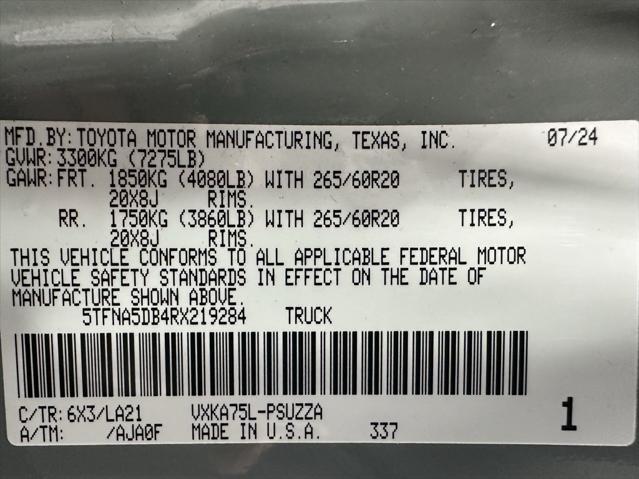 MFD.BY: TOYOTA MOTOR MANUFACTURING, TEXAS, INC. 07/24
GVWR: 3300KG (7275LB)
GAWR: FRT. 1850KG (4080LB) WITH 265/60R20 TIRES,
20X8J RIMS.
RR. 1750KG (3860LB) WITH 265/60R20 TIRES,
20X8J RIMS.
THIS VEHICLE CONFORMS TO ALL APPLICABLE FEDERAL MOTOR
VEHICLE SAFETY STANDARDS IN EFFECT ON THE DATE OF
MANUFACTURE SHOWN ABOVE.
5TFNA5DB4RX219284 TRUCK
C/TR: 6X3/LA21 VXKA75L-PSUZZA
A/TM: /AJA0F MADE IN U.S.A. 337 1